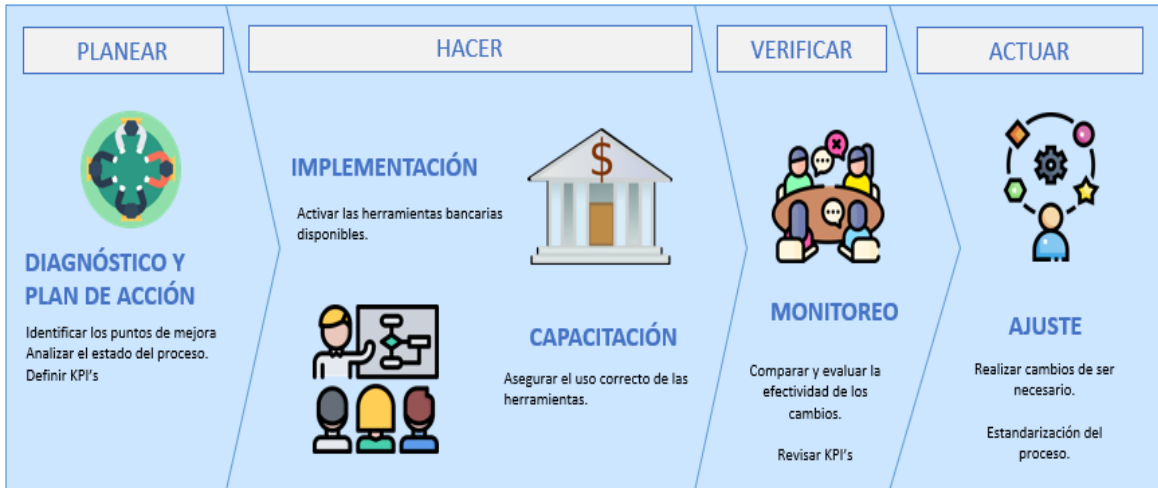 PLANEAR
HACER
VERIFICAR
ACTUAR
DIAGNÓSTICO Y
PLAN DE ACCIÓN
Identificar los puntos de mejora
Analizar el estado del proceso.
Definir KPI's
IMPLEMENTACIÓN
Activar las herramientas bancarias
disponibles.
$
CAPACITACIÓN
Asegurar el uso correcto de las
herramientas.
MONITOREO
Comparar y evaluar la
efectividad de los
cambios.
Revisar KPI's
AJUSTE
Realizar cambios de ser
necesario.
Estandarización del
proceso.